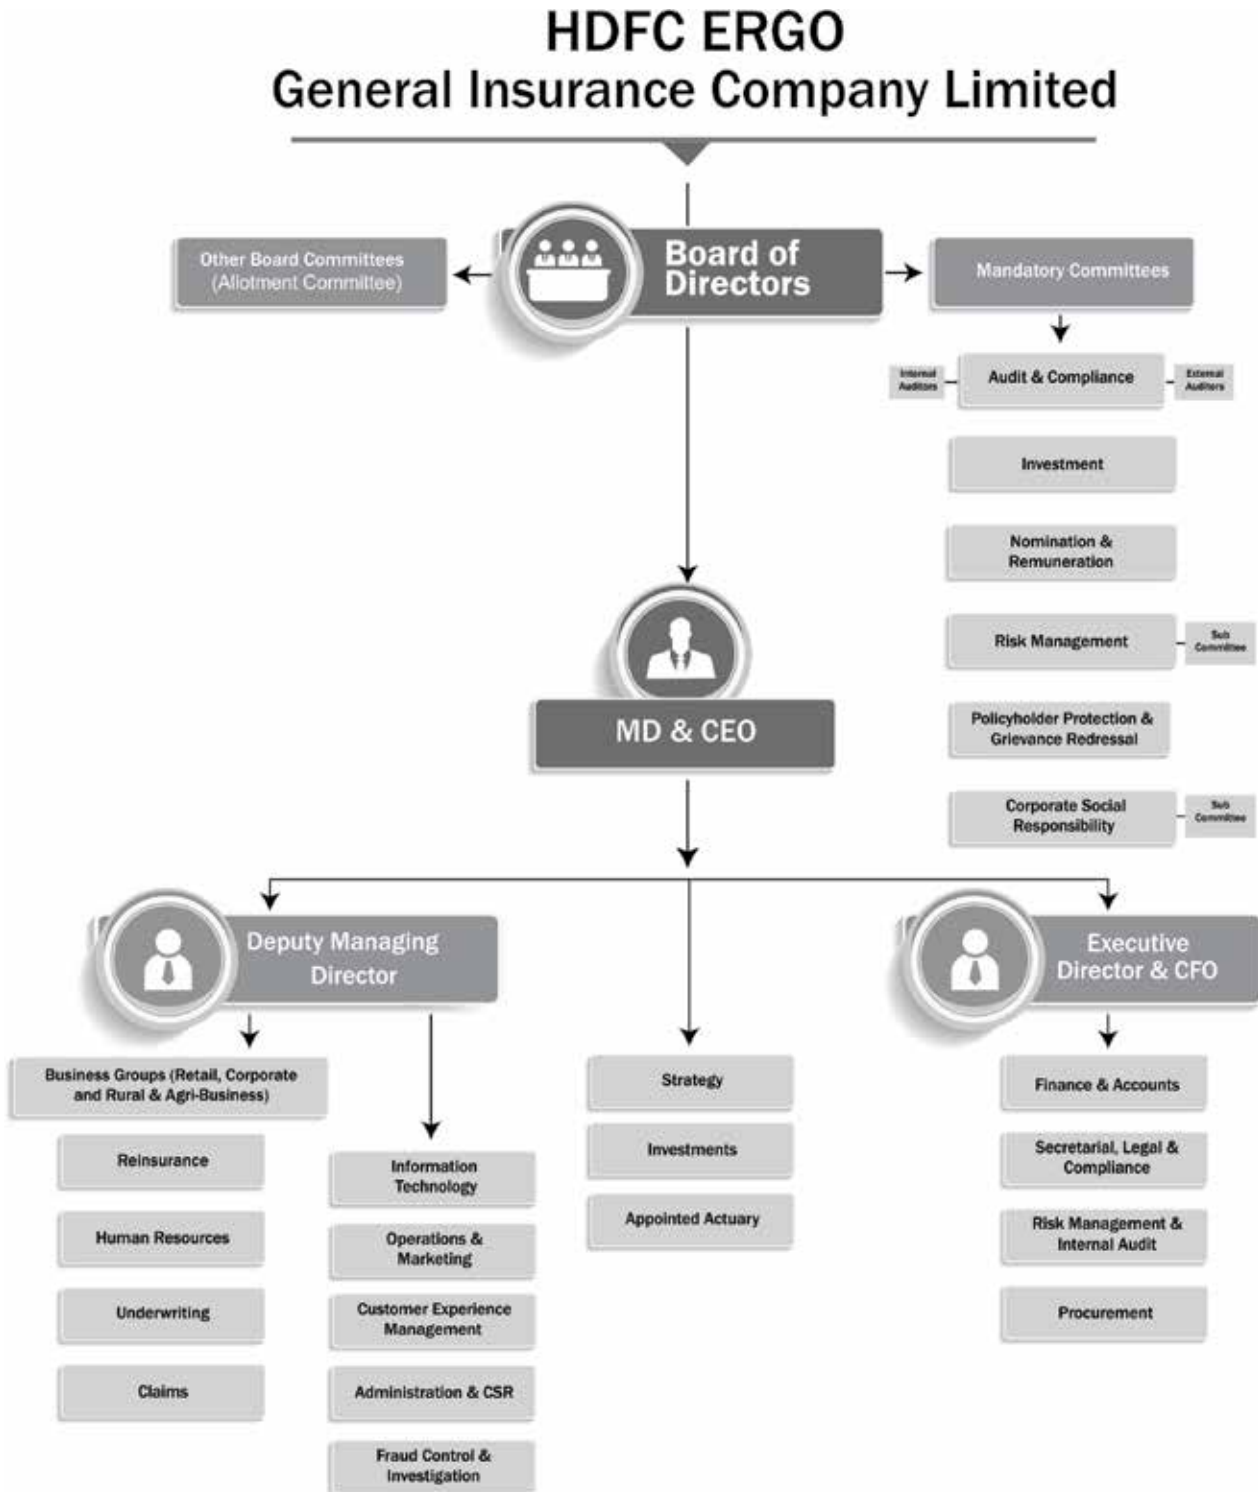 HDFC ERGO
General Insurance Company Limited
Other Board Committees
(Allotment Committee)
Board of
Directors
Mandatory Committees
Internal
Auditors
Audit & Compliance
External
Auditors
Investment
Nomination &
Remuneration
Risk Management
Sub
Committee
Policyholder Protection &
Grievance Redressal
Corporate Social
Responsibility
Sub
Committee
MD & CEO
Deputy Managing
Director
Executive
Director & CFO
Business Groups (Retail, Corporate
and Rural & Agri-Business)
Reinsurance
Human Resources
Underwriting
Claims
Information
Technology
Operations &
Marketing
Customer Experience
Management
Administration & CSR
Fraud Control &
Investigation
Strategy
Investments
Appointed Actuary
Finance & Accounts
Secretarial, Legal &
Compliance
Risk Management &
Internal Audit
Procurement